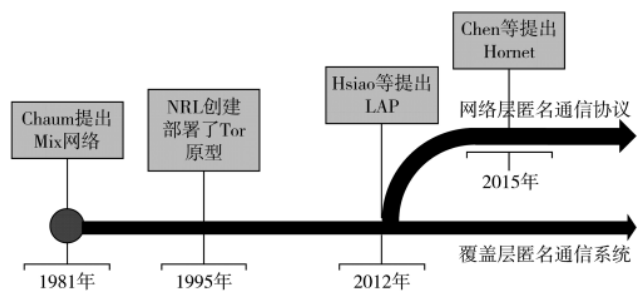 Chaum提出
Mix网络
NRL创建
部署了Tor
原型
Hsiao等提出
LAP
Chen等提出
Hornet
网络层匿名通信协议
2015年
覆盖层匿名通信系统
1981年
1995年
2012年